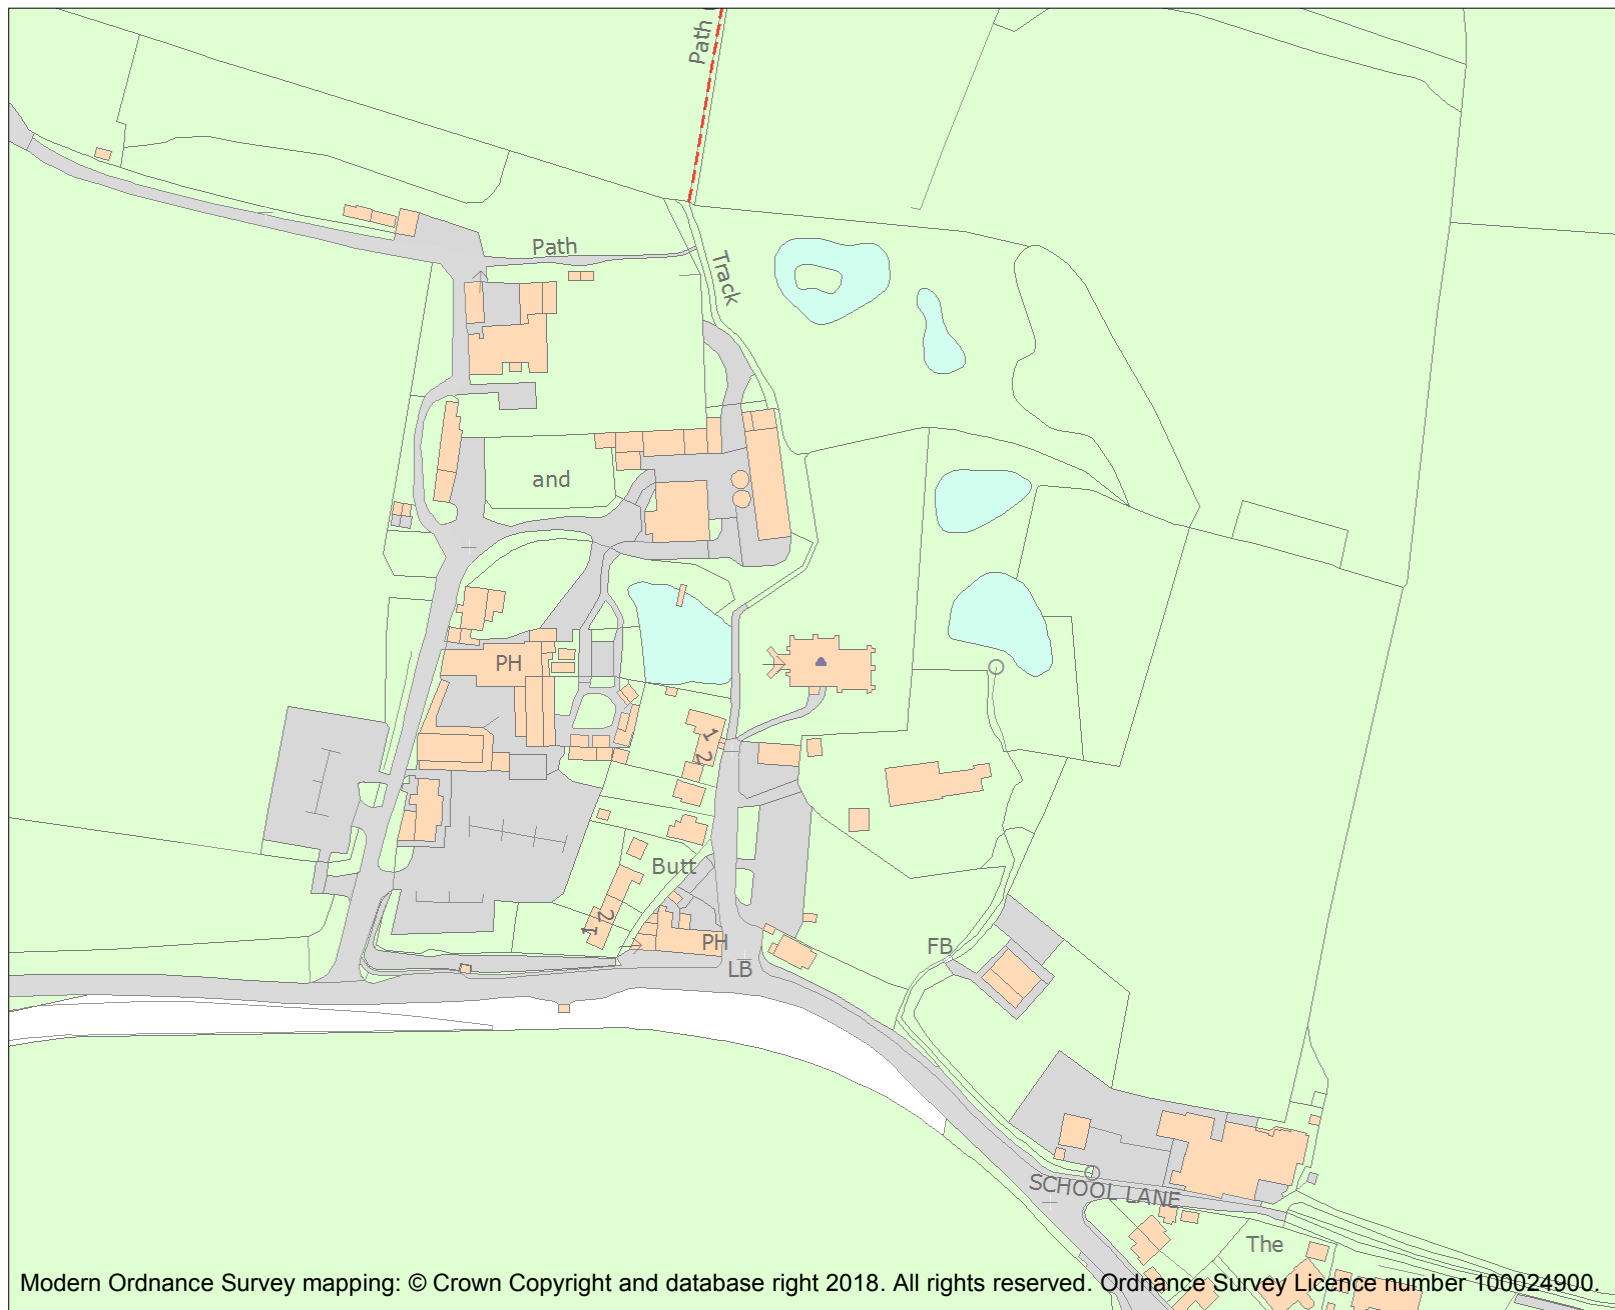 Path
Path
Track
and
PH
1
2
Butt
1
2
PH
LB
FB
SCHOOL LANE
The
Modern Ordnance Survey mapping: © Crown Copyright and database right 2018. All rights reserved. Ordnance Survey Licence number 100024900.